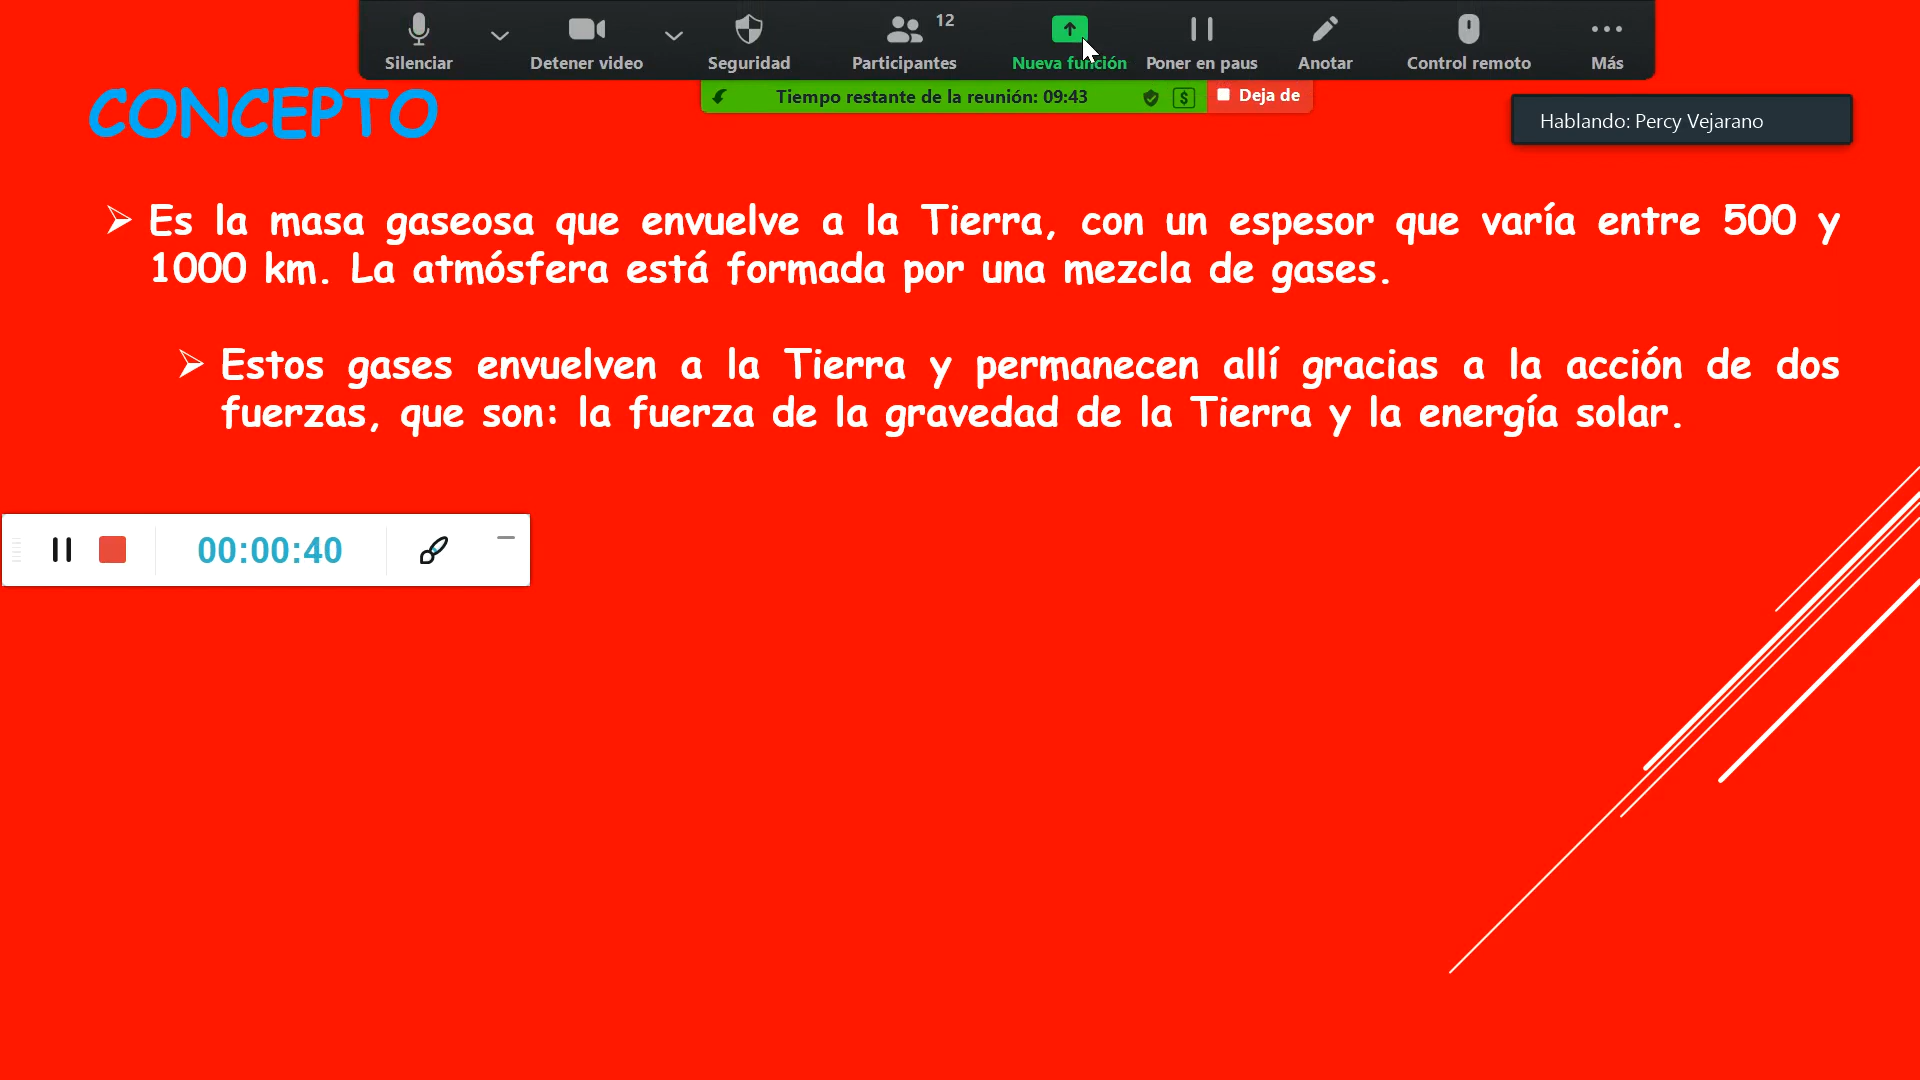 12
Silenciar Detener video Seguridad Participantes Nueva función Poner en paus Anotar Control remoto Más
Tiempo restante de la reunión: 09:43 $ Deja de
CONCEPTO
Hablando: Percy Vejarano
Es la masa gaseosa que envuelve a la Tierra, con un espesor que varía entre 500 y
1000 km. La atmósfera está formada por una mezcla de gases.
Estos gases envuelven a la Tierra y permanecen allí gracias a la acción de dos
fuerzas, que son: la fuerza de la gravedad de la Tierra y la energía solar.
00:00:40